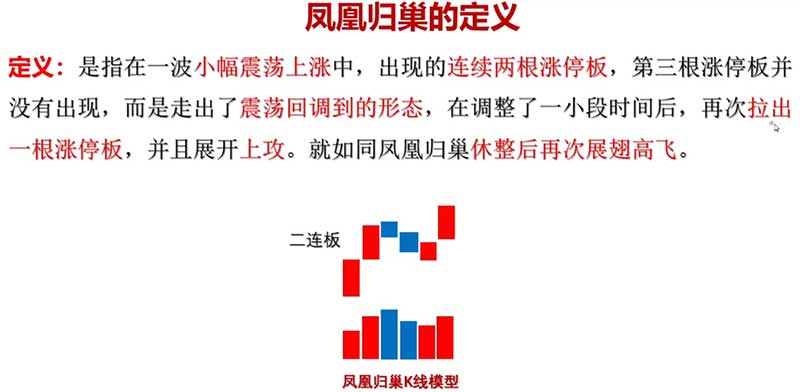 凤凰归巢的定义
定义：是指在一波小幅震荡上涨中，出现的连续两根涨停板，第三根涨停板并
没有出现，而是走出了震荡回调到的形态，在调整了一小段时间后，再次拉出
一根涨停板，并且展开上攻。就如同凤凰归巢休整后再次展翅高飞。
二连板
凤凰归巢K线模型